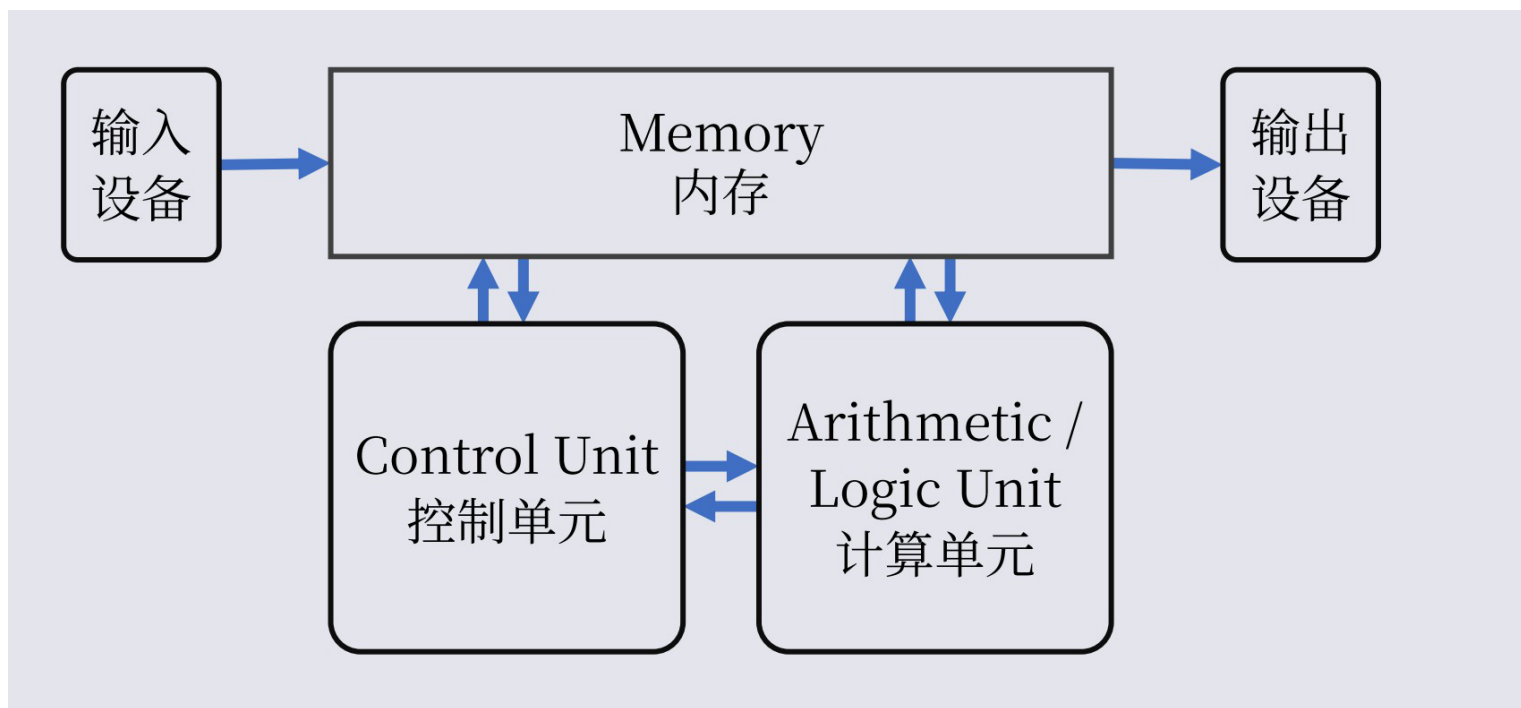 输入
设备
Memory
内存
输出
设备
Control Unit
控制单元
Arithmetic /
Logic Unit
计算单元